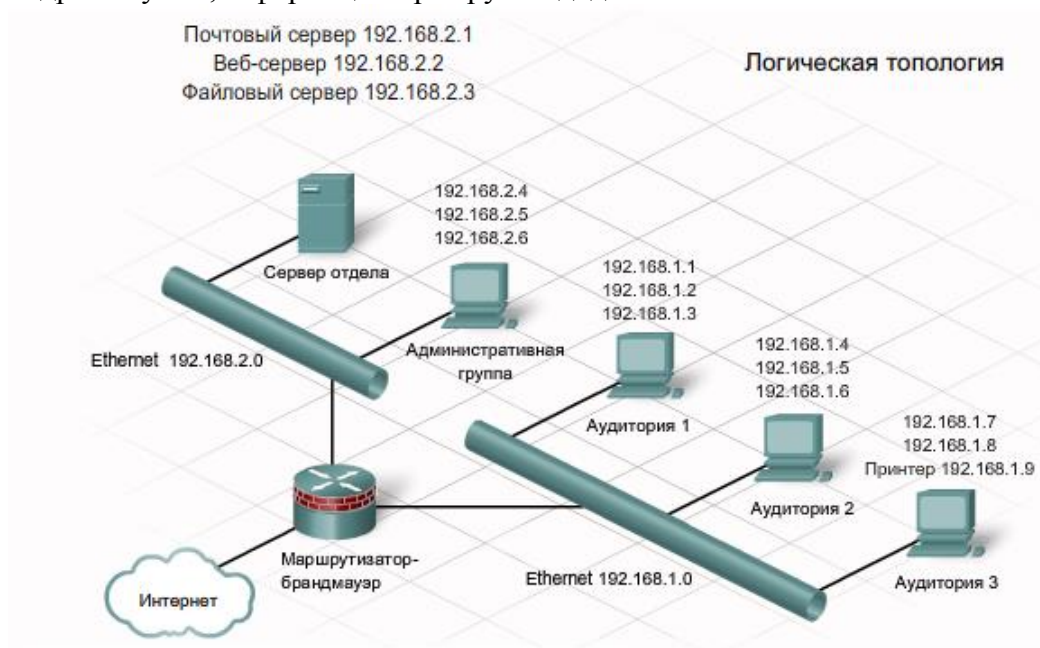 Почтовый сервер 192.168.2.1
Веб-сервер 192.168.2.2
Файловый сервер 192.168.2.3
Логическая топология
192.168.2.4
192.168.2.5
192.168.2.6
Сервер отдела
192.168.1.1
192.168.1.2
192.168.1.3
Ethernet 192.168.2.0
Административная
группа
192.168.1.4
192.168.1.5
192.168.1.6
Аудитория 1
192.168.1.7
192.168.1.8
Принтер 192.168.1.9
Аудитория 2
Маршрутизатор-
брандмауэр
Ethernet 192.168.1.0
Аудитория 3
Интернет